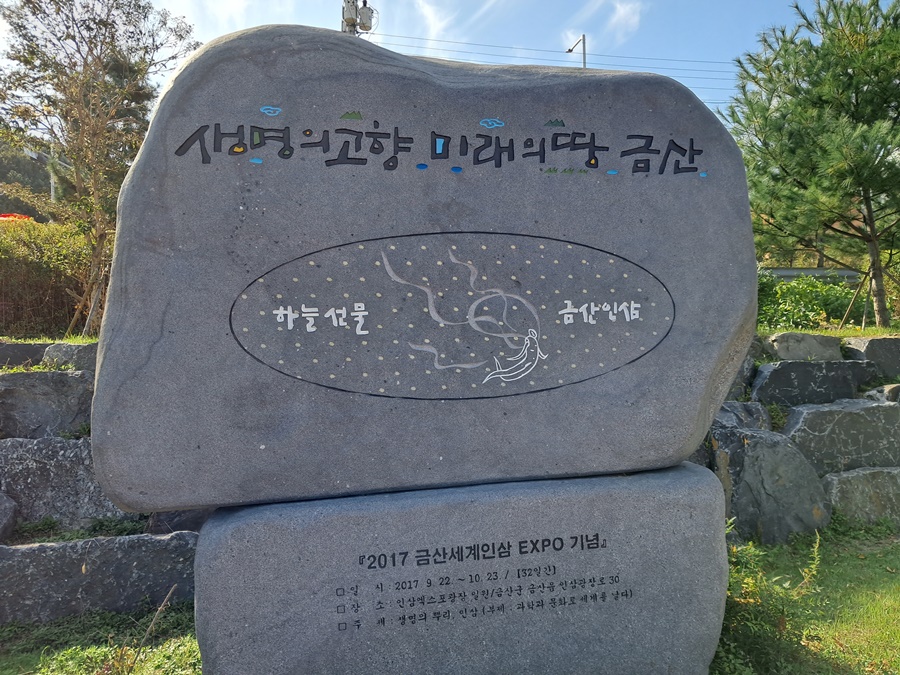 생명의고향 미래의땅 금산
하늘선물 금산인삼
『2017 금산세계인삼 EXPO 기념』
□ 일 시 : 2017. 9. 22 ~ 10. 23 / 【32일간】
□ 장 소 : 인삼엑스포광장 일원/금산군 금산읍 인삼광장로 30
□ 주 제 : 생명의 뿌리, 인삼 (부제 : 과학과 문화로 세계를 열다)